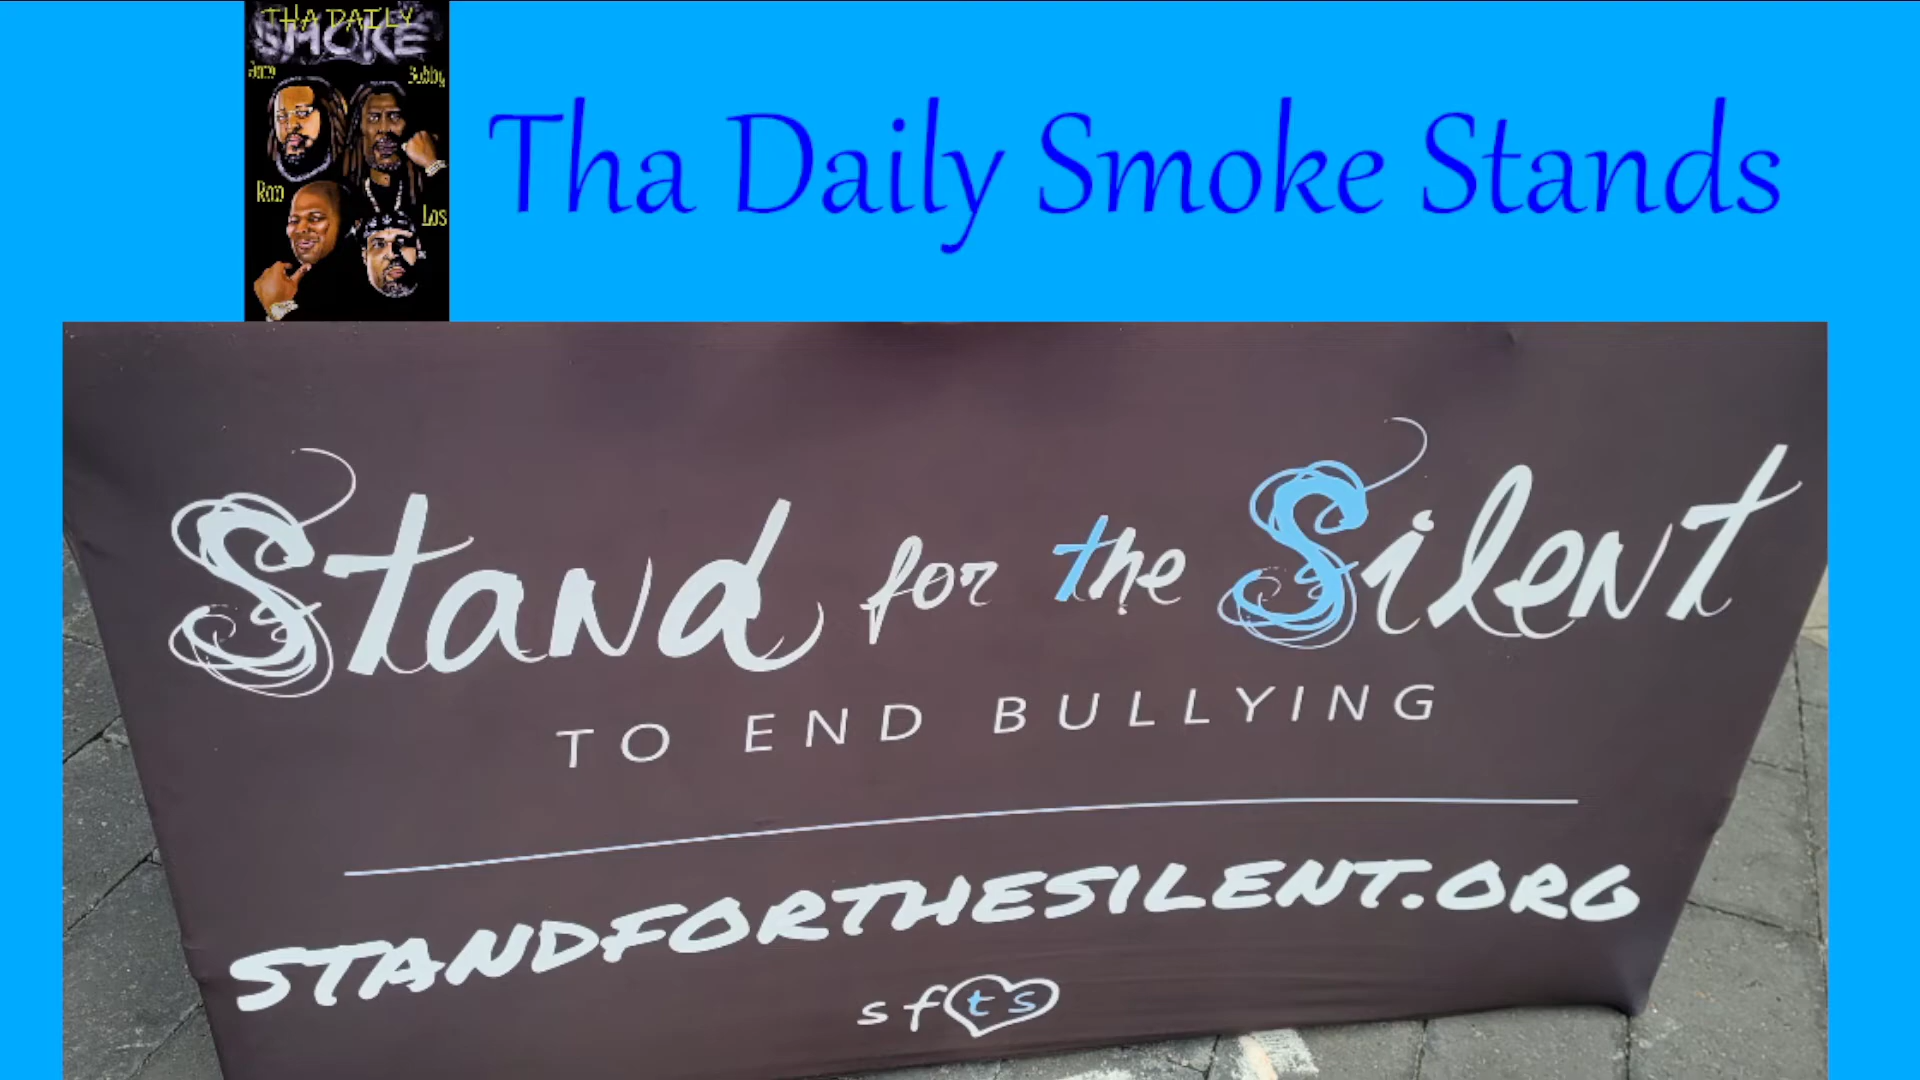 THA DAILY
SMOKE
Bubby
Ron
Los
Tha Daily Smoke Stands
Stand for the Silent
TO END BULLYING
STANDFORTHESILENT.ORG
sfts